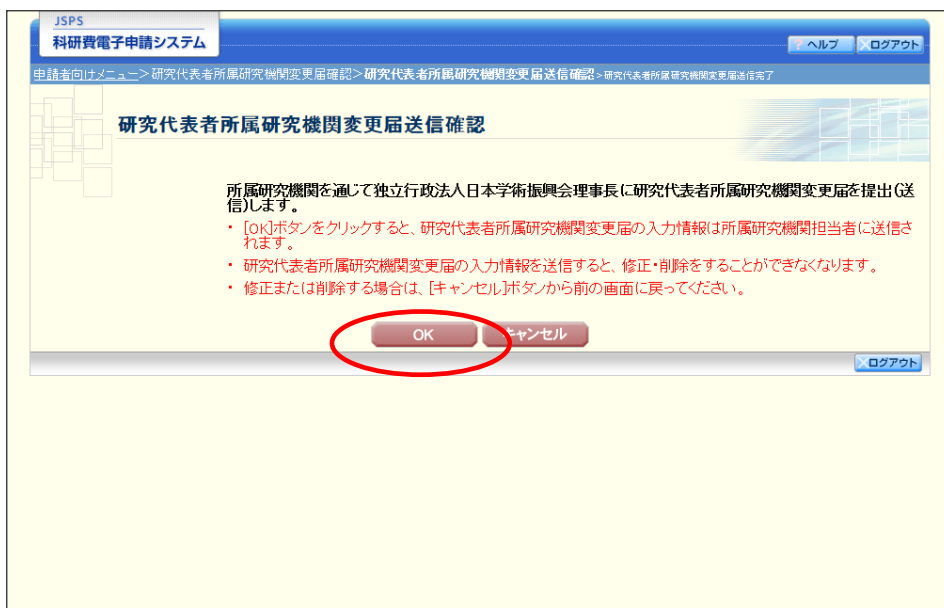 JSPS
科研費電子申請システム
? ヘルプ
ログアウト
申請者向けメニュー>研究代表者所属研究機関変更届確認>研究代表者所属研究機関変更届送信確認>研究代表者所属研究機関変更届送信完了
研究代表者所属研究機関変更届送信確認
所属研究機関を通じて独立行政法人日本学術振興会理事長に研究代表者所属研究機関変更届を提出(送
信)します。
・ [OK]ボタンをクリックすると、研究代表者所属研究機関変更届の入力情報は所属研究機関担当者に送信さ
れます。
・ 研究代表者所属研究機関変更届の入力情報を送信すると、修正・削除をすることができなくなります。
・ 修正または削除する場合は、[キャンセル]ボタンから前の画面に戻ってください。
OK
キャンセル
ログアウト